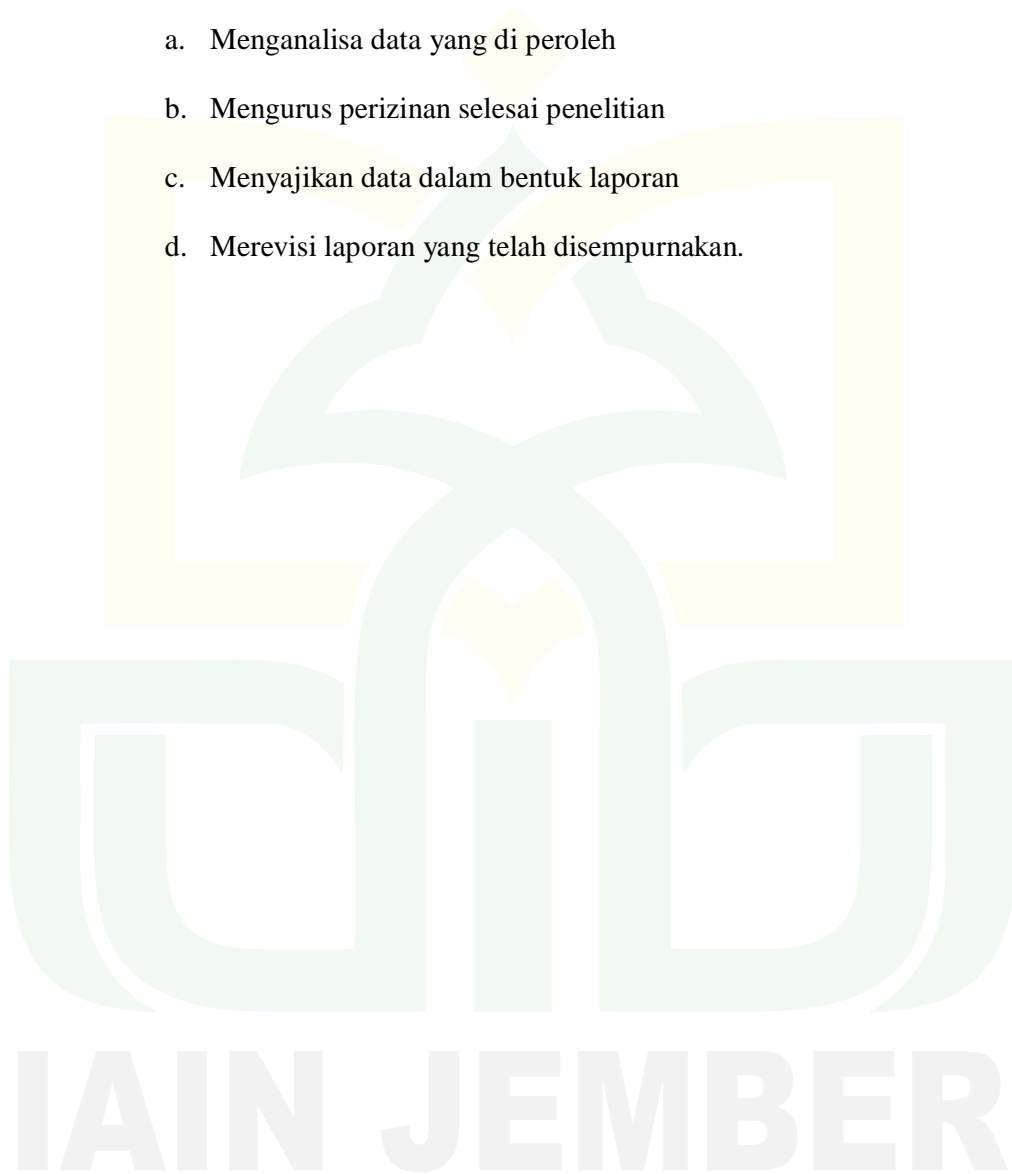 a. Menganalisa data yang di peroleh
b. Mengurus perizinan selesai penelitian
c. Menyajikan data dalam bentuk laporan
d. Merevisi laporan yang telah disempurnakan.
IAIN JEMBER